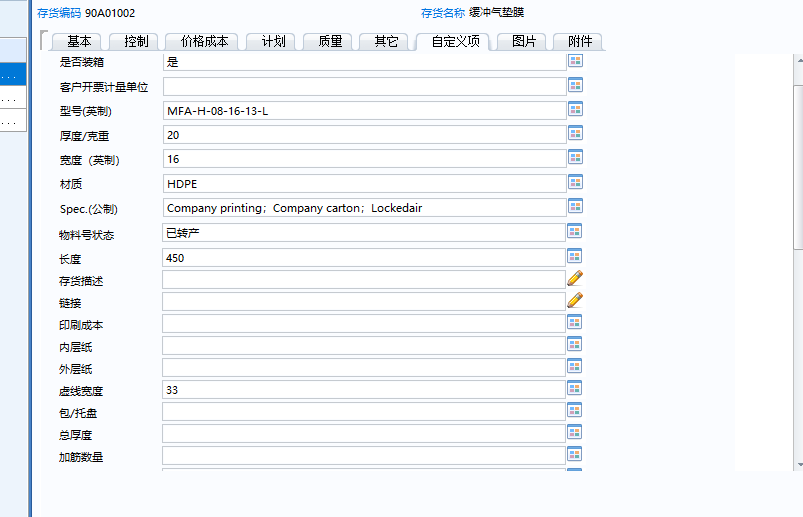 存货编码 90A01002 存货名称 缓冲气垫膜
基本 控制 价格成本 计划 质量 其它 自定义项 图片 附件
是否装箱 是
客户开票计量单位
型号(英制) MFA-H-08-16-13-L
厚度/克重 20
宽度（英制） 16
材质 HDPE
Spec.(公制) Company printing；Company carton；Lockedair
物料号状态 已转产
长度 450
存货描述
链接
印刷成本
内层纸
外层纸
虚线宽度 33
包/托盘
总厚度
加筋数量
...
...
...